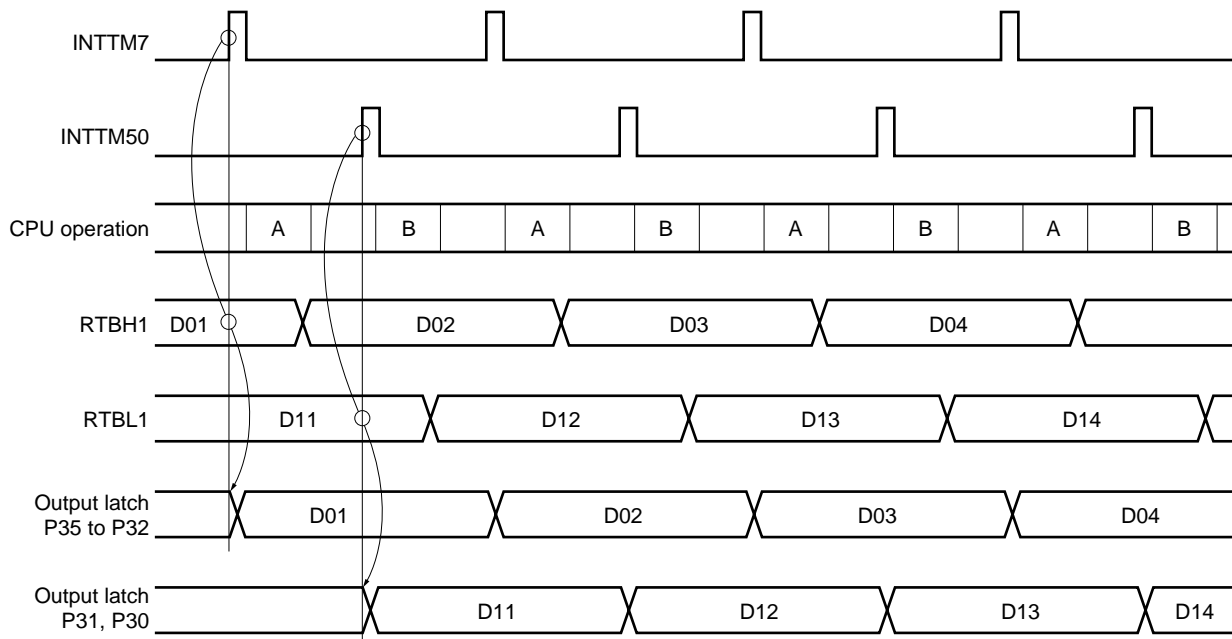 INTTM7
INTTM50
CPU operation A B A B A B A B
RTBH1 D01 D02 D03 D04
RTBL1 D11 D12 D13 D14
Output latch
P35 to P32 D01 D02 D03 D04
Output latch
P31, P30 D11 D12 D13 D14